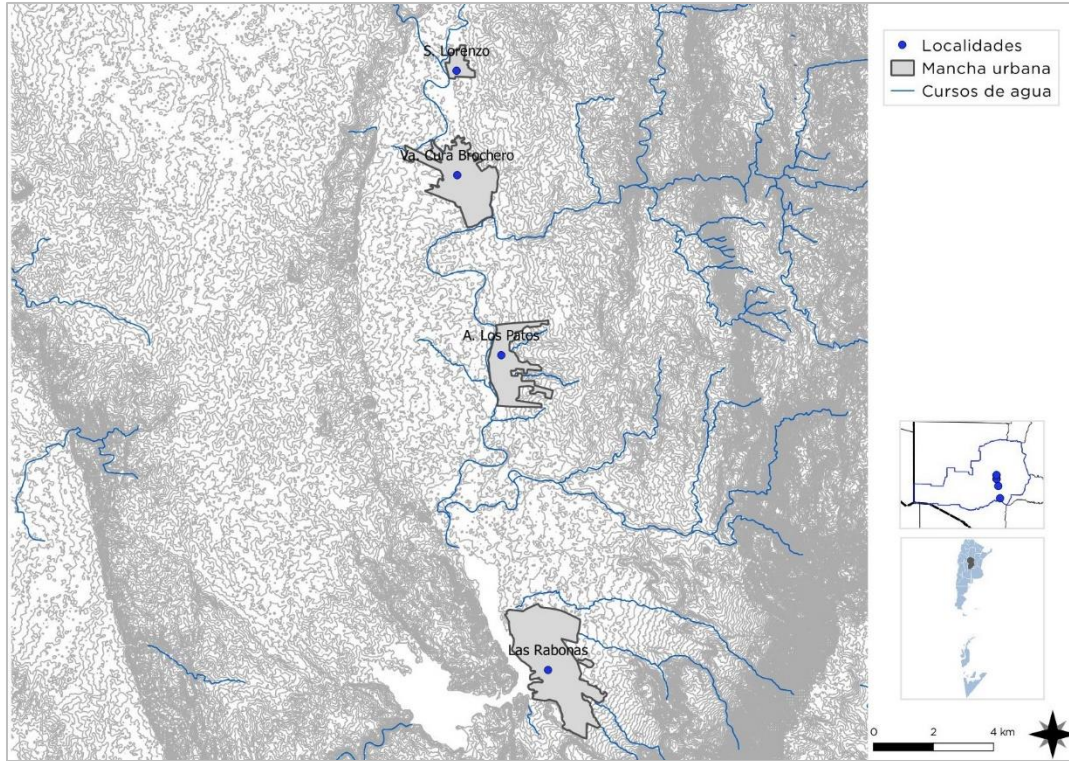 S. Lorenzo
Va. Cura Brochero
A. Los Patos
Las Rabonas
Localidades
Mancha urbana
Cursos de agua
0 2 4 km